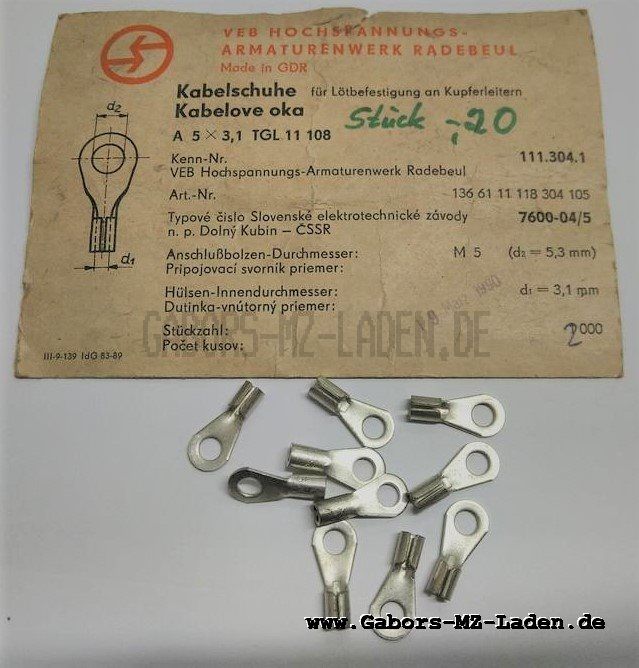 VEB HOCHSPANNUNGS-
ARMATURENWERK RADEBEUL
Made in GDR
Kabelschuhe für Lötbefestigung an Kupferleitern
Kabelove oka
Stück -,20
A 5 × 3,1 TGL 11 108
d₂
d₁
Kenn-Nr. 111.304.1
VEB Hochspannungs-Armaturenwerk Radebeul
Art.-Nr. 136 61 11 118 304 105
Typové čislo Slovenské elektrotechnické závody 7600-04/5
n. p. Dolný Kubin – ČSSR
Anschlußbolzen-Durchmesser: M 5 (d₂ = 5,3 mm)
Pripojovací svorník priemer:
Hülsen-Innendurchmesser: d₁ = 3,1 mm
Dutinka-vnútorný priemer:
1990
Stückzahl: 2000
Počet kusov:
GABORS-MZ-LADEN.DE
III-9-139 IdG 83-89
www.Gabors-MZ-Laden.de